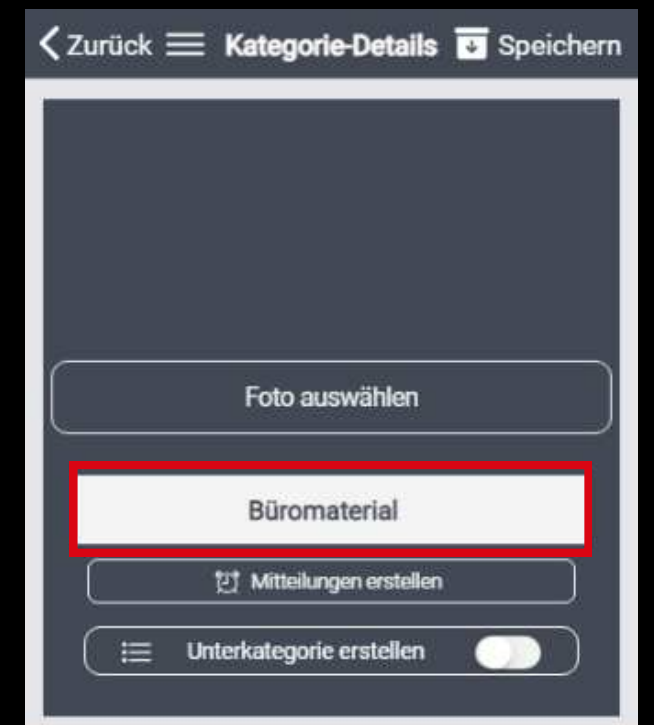 Zurück Kategorie-Details Speichern
Foto auswählen
Büromaterial
Mitteilungen erstellen
Unterkategorie erstellen